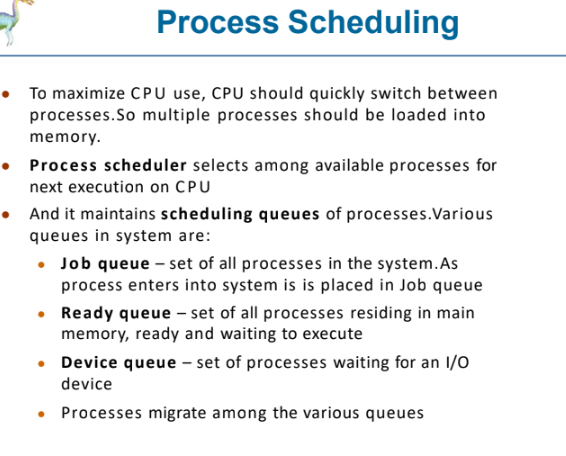 Process Scheduling
• To maximize CPU use, CPU should quickly switch between
processes.So multiple processes should be loaded into
memory.
• Process scheduler selects among available processes for
next execution on CPU
• And it maintains scheduling queues of processes.Various
queues in system are:
• Job queue – set of all processes in the system.As
process enters into system is is placed in Job queue
• Ready queue – set of all processes residing in main
memory, ready and waiting to execute
• Device queue – set of processes waiting for an I/O
device
• Processes migrate among the various queues